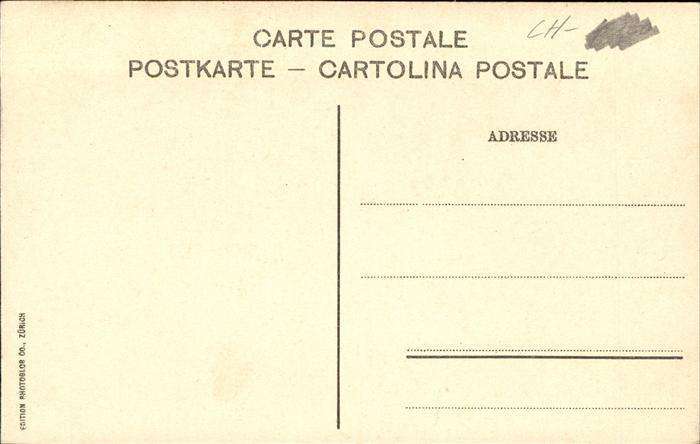 CH-
CARTE POSTALE
POSTKARTE — CARTOLINA POSTALE
ADRESSE
EDITION PHOTOGLOB CO., ZÜRICH